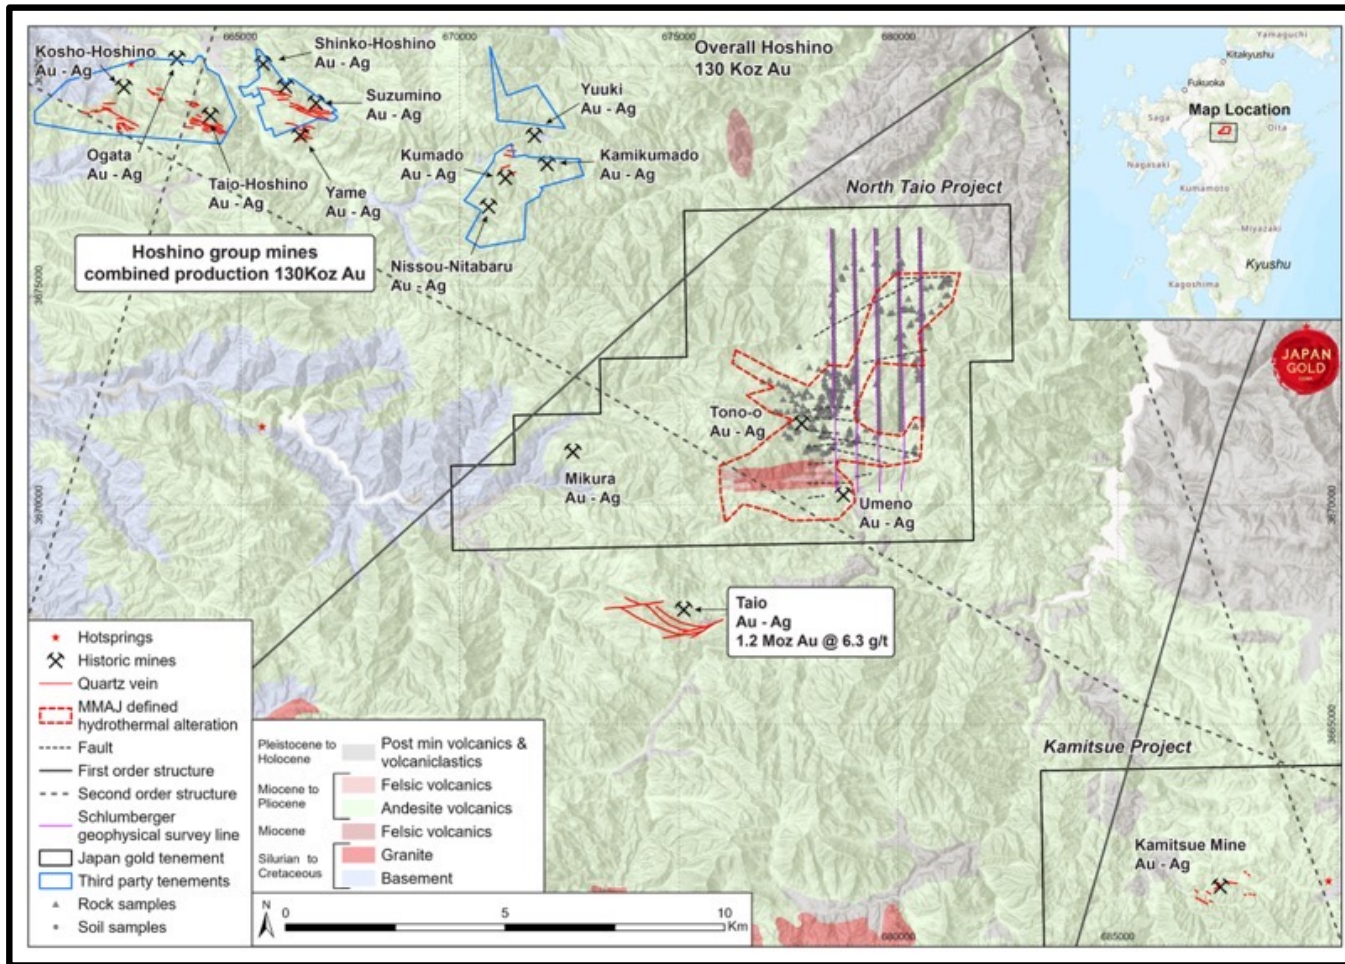 665000
670000
675000
680000
Kosho-Hoshino
Au - Ag
Shinko-Hoshino
Au - Ag
Suzumino
Au - Ag
Yuuki
Au - Ag
Ogata
Au - Ag
Taio-Hoshino
Au - Ag
Yame
Au - Ag
Kumado
Au - Ag
Kamikumado
Au - Ag
Nissou-Nitabaru
Au - Ag
Overall Hoshino
130 Koz Au
Hoshino group mines
combined production 130Koz Au
North Taio Project
Yamaguchi
Kitakyushu
Fukuoka
Map Location
Saga
Oita
Nagasaki
Kumamoto
Miyazaki
Kyushu
Kagoshima
JAPAN
GOLD
3675000
Tono-o
Au - Ag
Mikura
Au - Ag
Umeno
Au - Ag
3670000
3670000
Taio
Au - Ag
1.2 Moz Au @ 6.3 g/t
3665000
Kamitsue Project
Kamitsue Mine
Au - Ag
680000
685000
Hotsprings
Historic mines
Quartz vein
MMAJ defined
hydrothermal alteration
Fault
First order structure
Second order structure
Schlumberger
geophysical survey line
Japan gold tenement
Third party tenements
Rock samples
Soil samples
Pleistocene to
Holocene
Post min volcanics &
volcaniclastics
Miocene to
Pliocene
Felsic volcanics
Andesite volcanics
Miocene
Felsic volcanics
Silurian to
Cretaceous
Granite
Basement
N
0
5
10
Km